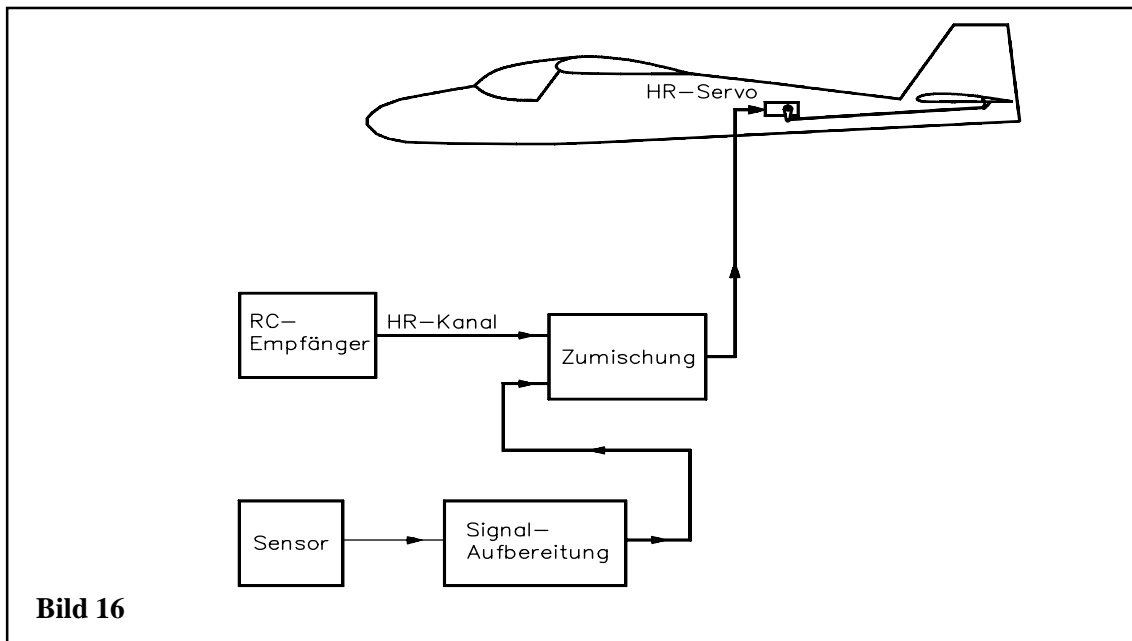 HR-Servo
RC-
Empfänger
HR-Kanal
Zumischung
Sensor
Signal-
Aufbereitung
Bild 16